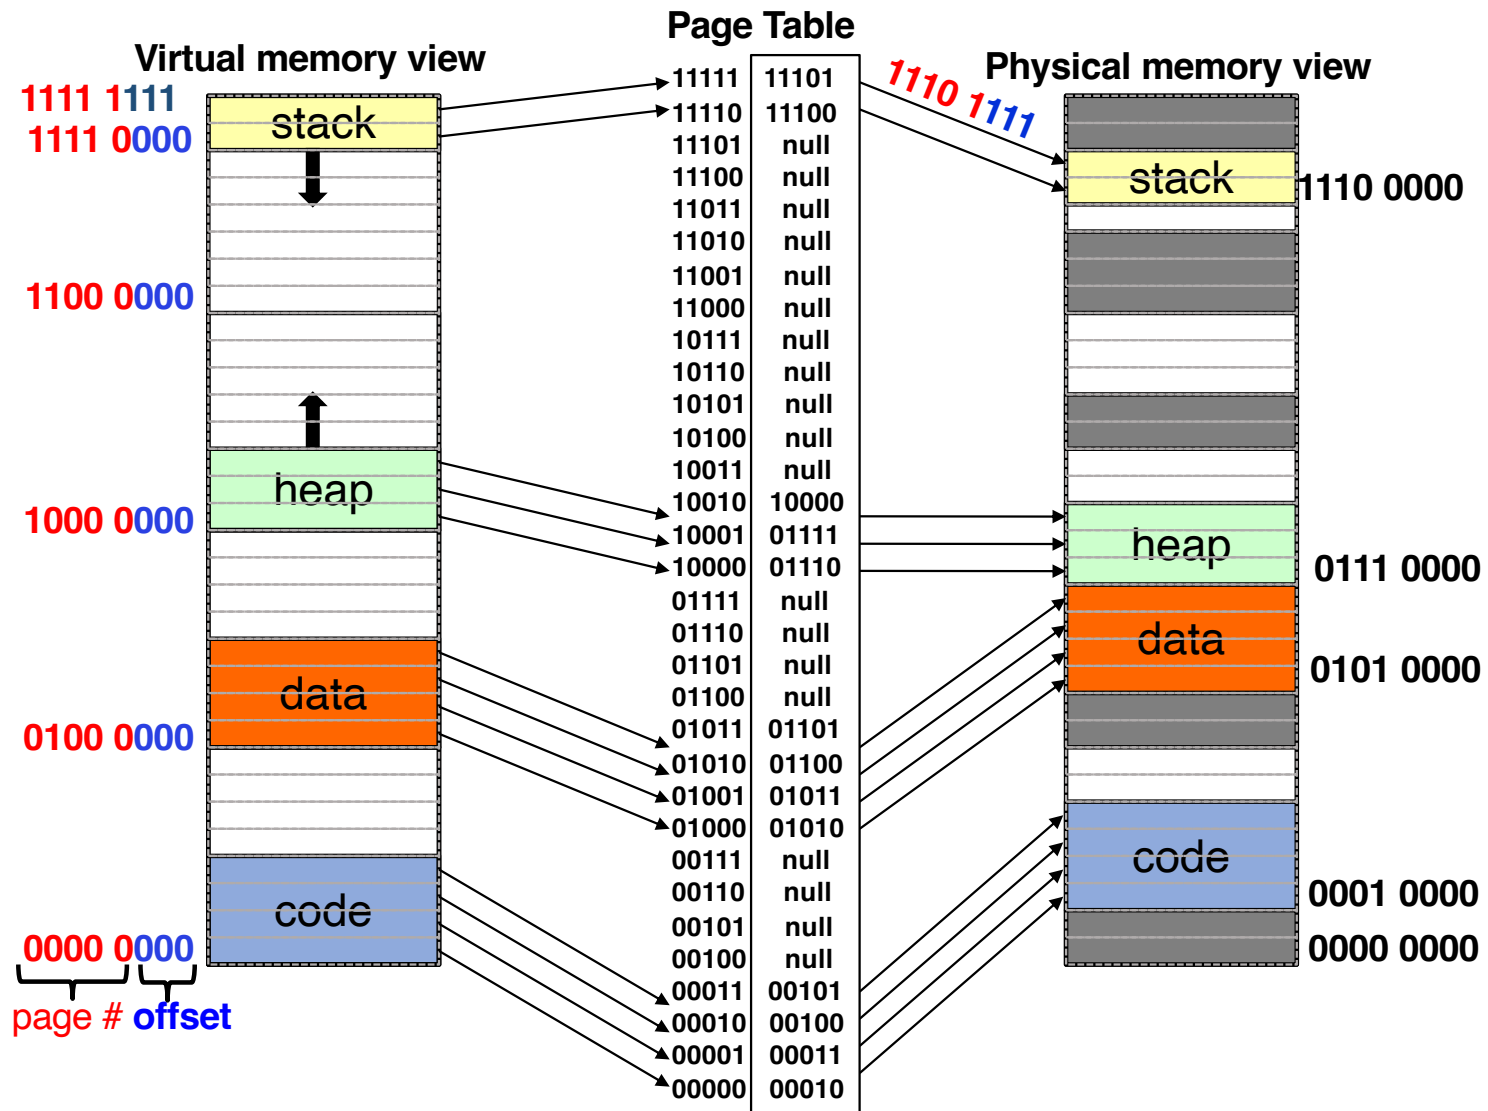 Page Table
Virtual memory view
Physical memory view
1111 1111
1111 0000
1100 0000
1000 0000
0100 0000
0000 0000
page # offset
stack
heap
data
code
11111 11101
11110 11100
11101 null
11100 null
11011 null
11010 null
11001 null
11000 null
10111 null
10110 null
10101 null
10100 null
10011 null
10010 10000
10001 01111
10000 01110
01111 null
01110 null
01101 null
01100 null
01011 01101
01010 01100
01001 01011
01000 01010
00111 null
00110 null
00101 null
00100 null
00011 00101
00010 00100
00001 00011
00000 00010
1110 1111
stack
heap
data
code
1110 0000
0111 0000
0101 0000
0001 0000
0000 0000